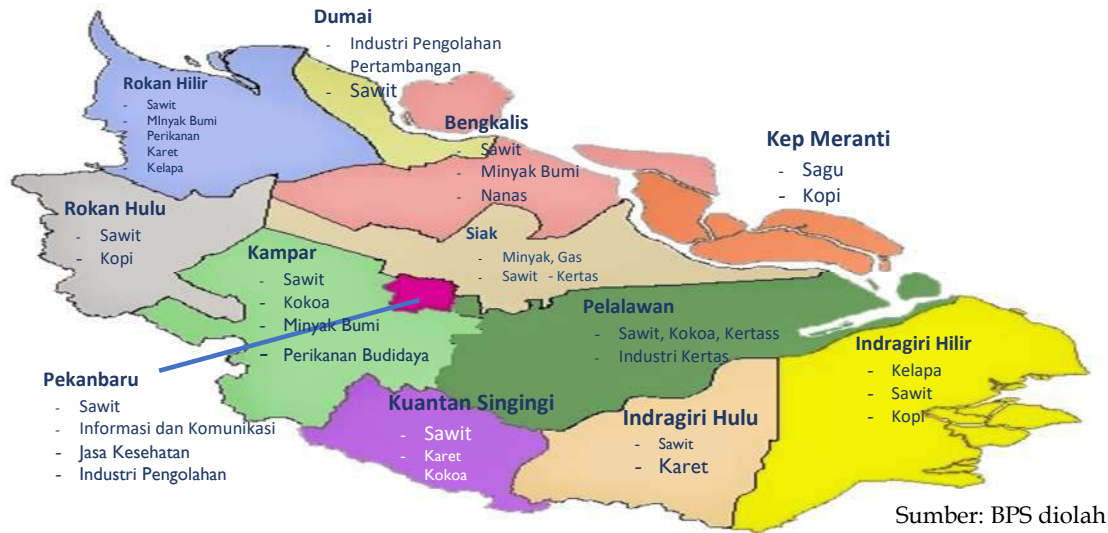 Dumai
- Industri Pengolahan
- Pertambangan
- Sawit
Rokan Hilir
- Sawit
- MInyak Bumi
- Perikanan
- Karet
- Kelapa
Bengkalis
- Sawit
- Minyak Bumi
- Nanas
Kep Meranti
- Sagu
- Kopi
Rokan Hulu
- Sawit
- Kopi
Siak
- Minyak, Gas
- Sawit - Kertas
Kampar
- Sawit
- Kokoa
- Minyak Bumi
- Perikanan Budidaya
Pelalawan
- Sawit, Kokoa, Kertass
- Industri Kertas
Indragiri Hilir
- Kelapa
- Sawit
- Kopi
Pekanbaru
- Sawit
- Informasi dan Komunikasi
- Jasa Kesehatan
- Industri Pengolahan
Kuantan Singingi
- Sawit
- Karet
- Kokoa
Indragiri Hulu
- Sawit
- Karet
Sumber: BPS diolah